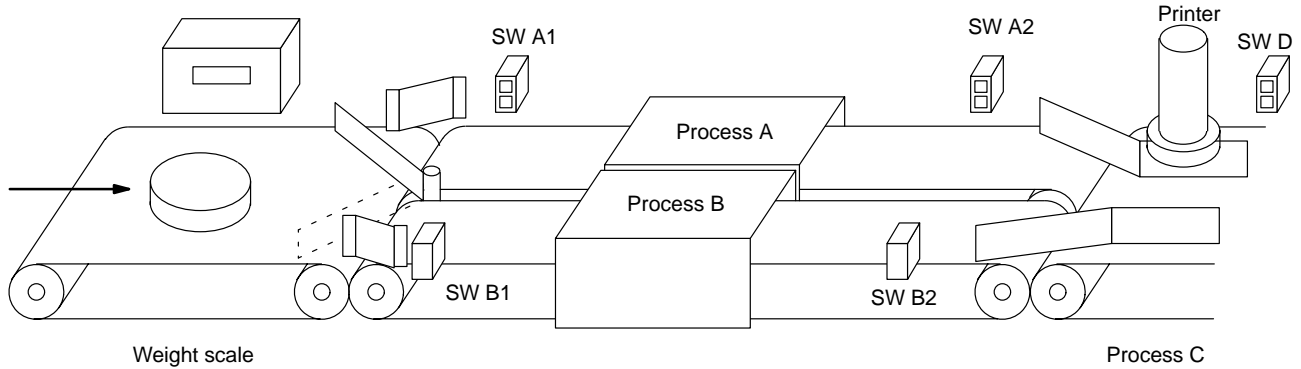 Printer
SW A1
SW A2
SW D
Process A
Process B
SW B1
SW B2
Weight scale
Process C